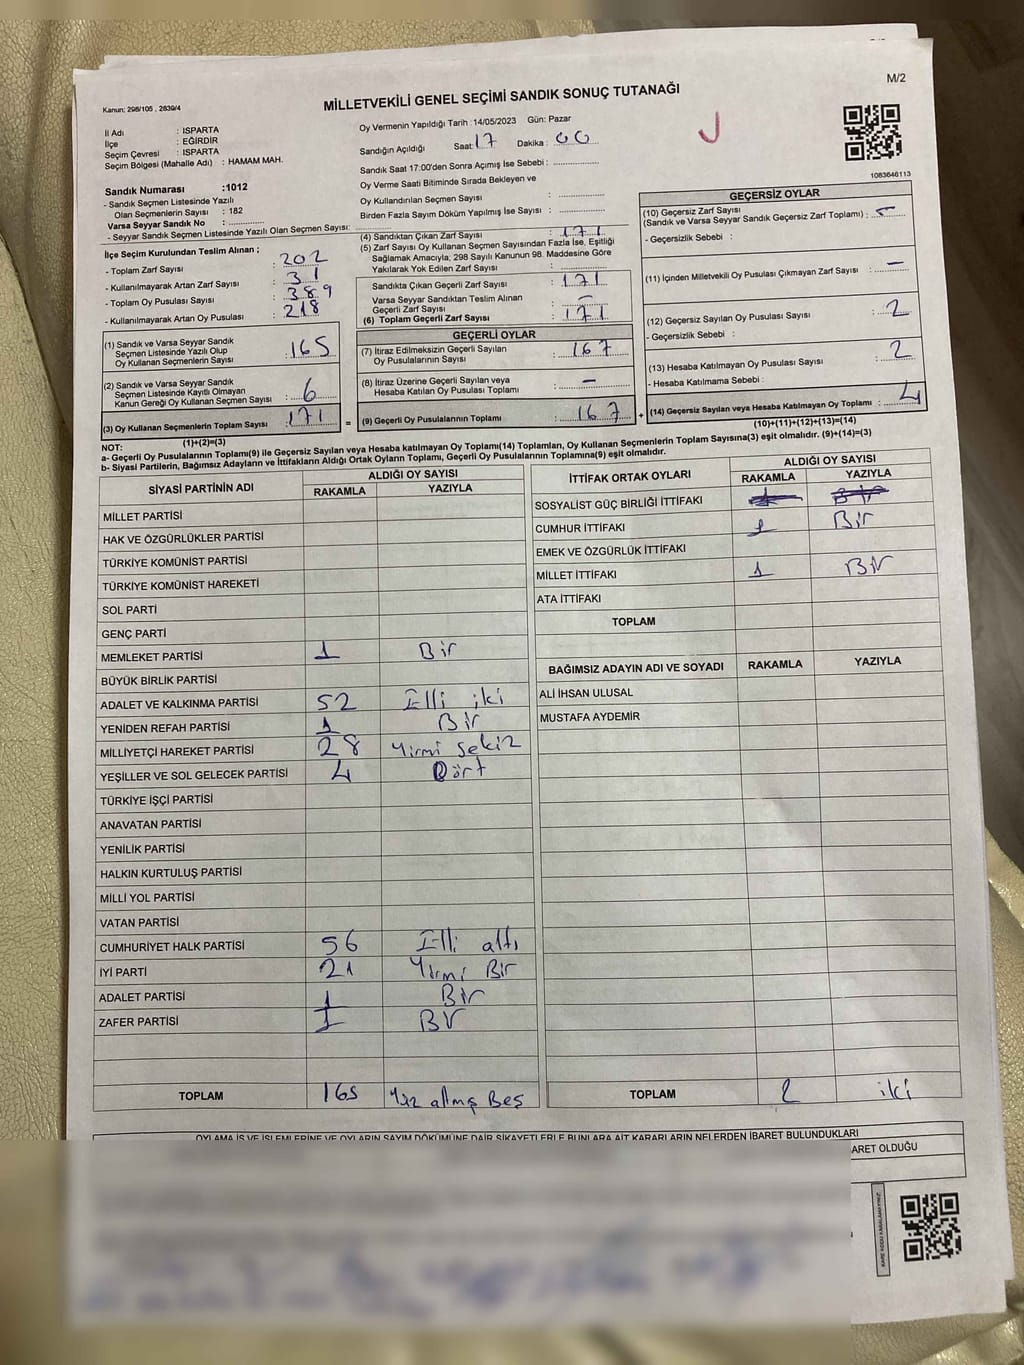 M/2
Kanun: 298/105 , 2839/4
MİLLETVEKİLİ GENEL SEÇİMİ SANDIK SONUÇ TUTANAĞI
İl Adı : ISPARTA
İlçe : EĞİRDİR
Seçim Çevresi : ISPARTA
Seçim Bölgesi (Mahalle Adı) : HAMAM MAH.
Sandık Numarası :1012
- Sandık Seçmen Listesinde Yazılı
Olan Seçmenlerin Sayısı : 182
Varsa Seyyar Sandık No : ..............
- Seyyar Sandık Seçmen Listesinde Yazılı Olan Seçmen Sayısı: ..............
İlçe Seçim Kurulundan Teslim Alınan ;
- Toplam Zarf Sayısı : 202
- Kullanılmayarak Artan Zarf Sayısı : 31
- Toplam Oy Pusulası Sayısı : 389
- Kullanılmayarak Artan Oy Pusulası : 218
(1) Sandık ve Varsa Seyyar Sandık
Seçmen Listesinde Yazılı Olup
Oy Kullanan Seçmenlerin Sayısı : 165
(2) Sandık ve Varsa Seyyar Sandık
Seçmen Listesinde Kayıtlı Olmayan
Kanun Gereği Oy Kullanan Seçmen Sayısı : 6
(3) Oy Kullanan Seçmenlerin Toplam Sayısı : 171
(1)+(2)=(3)
Oy Vermenin Yapıldığı Tarih :14/05/2023 Gün: Pazar
Sandığın Açıldığı Saat: 17 Dakika : 00
Sandık Saat 17:00'den Sonra Açımış İse Sebebi : ..............
Oy Verme Saati Bitiminde Sırada Bekleyen ve
Oy Kullandırılan Seçmen Sayısı : ..............
Birden Fazla Sayım Döküm Yapılmış İse Sayısı : ..............
(4) Sandıktan Çıkan Zarf Sayısı : 171
(5) Zarf Sayısı Oy Kullanan Seçmen Sayısından Fazla İse, Eşitliği
Sağlamak Amacıyla, 298 Sayılı Kanunun 98. Maddesine Göre
Yakılarak Yok Edilen Zarf Sayısı : ..............
Sandıkta Çıkan Geçerli Zarf Sayısı : 171
Varsa Seyyar Sandıktan Teslim Alınan
Geçerli Zarf Sayısı : –
(6) Toplam Geçerli Zarf Sayısı : 171
GEÇERLİ OYLAR
(7) İtiraz Edilmeksizin Geçerli Sayılan
Oy Pusulalarının Sayısı : 167
(8) İtiraz Üzerine Geçerli Sayılan veya
Hesaba Katılan Oy Pusulası Toplamı : –
= (9) Geçerli Oy Pusulalarının Toplamı : 167 +
1083646113
GEÇERSİZ OYLAR
(10) Geçersiz Zarf Sayısı
(Sandık ve Varsa Seyyar Sandık Geçersiz Zarf Toplamı) : –
- Geçersizlik Sebebi :
(11) İçinden Milletvekili Oy Pusulası Çıkmayan Zarf Sayısı : –
(12) Geçersiz Sayılan Oy Pusulası Sayısı : 2
- Geçersizlik Sebebi :
(13) Hesaba Katılmayan Oy Pusulası Sayısı : 2
- Hesaba Katılmama Sebebi :
(14) Geçersiz Sayılan veya Hesaba Katılmayan Oy Toplamı : 4
(10)+(11)+(12)+(13)=(14)
NOT:
a- Geçerli Oy Pusulalarının Toplamı(9) ile Geçersiz Sayılan veya Hesaba katılmayan Oy Toplamı(14) Toplamları, Oy Kullanan Seçmenlerin Toplam Sayısına(3) eşit olmalıdır. (9)+(14)=(3)
b- Siyasi Partilerin, Bağımsız Adayların ve İttifakların Aldığı Ortak Oyların Toplamı, Geçerli Oy Pusulalarının Toplamına(9) eşit olmalıdır.
SİYASİ PARTİNİN ADI ALDIĞI OY SAYISI
RAKAMLA YAZIYLA
MİLLET PARTİSİ
HAK VE ÖZGÜRLÜKLER PARTİSİ
TÜRKİYE KOMÜNİST PARTİSİ
TÜRKİYE KOMÜNİST HAREKETİ
SOL PARTİ
GENÇ PARTİ
MEMLEKET PARTİSİ 1 Bir
BÜYÜK BİRLİK PARTİSİ
ADALET VE KALKINMA PARTİSİ 52 Elli iki
YENİDEN REFAH PARTİSİ 1 Bir
MİLLİYETÇİ HAREKET PARTİSİ 28 Yirmi sekiz
YEŞİLLER VE SOL GELECEK PARTİSİ 4 Dört
TÜRKİYE İŞÇİ PARTİSİ
ANAVATAN PARTİSİ
YENİLİK PARTİSİ
HALKIN KURTULUŞ PARTİSİ
MİLLİ YOL PARTİSİ
VATAN PARTİSİ
CUMHURİYET HALK PARTİSİ 56 Elli altı
İYİ PARTİ 21 Yirmi Bir
ADALET PARTİSİ 1 Bir
ZAFER PARTİSİ 1 Bir
TOPLAM 165 Yüz altmış Beş
İTTİFAK ORTAK OYLARI ALDIĞI OY SAYISI
RAKAMLA YAZIYLA
SOSYALİST GÜÇ BİRLİĞİ İTTİFAKI 1 Bir
CUMHUR İTTİFAKI 1 Bir
EMEK VE ÖZGÜRLÜK İTTİFAKI
MİLLET İTTİFAKI 1 Bir
ATA İTTİFAKI
TOPLAM
BAĞIMSIZ ADAYIN ADI VE SOYADI RAKAMLA YAZIYLA
ALİ İHSAN ULUSAL
MUSTAFA AYDEMİR
TOPLAM 2 iki
OYLAMA İŞ VE İŞLEMLERİNE VE OYLARIN SAYIM DÖKÜMÜNE DAİR ŞİKAYETLERLE BUNLARA AİT KARARLARIN NELERDEN İBARET BULUNDUKLARI
ARET OLDUĞU